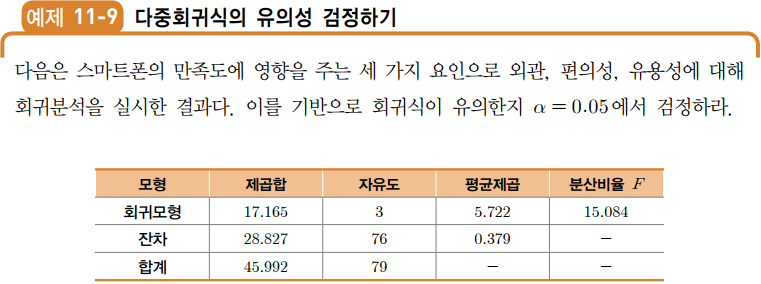 예제 11-9 다중회귀식의 유의성 검정하기
다음은 스마트폰의 만족도에 영향을 주는 세 가지 요인으로 외관, 편의성, 유용성에 대해
회귀분석을 실시한 결과다. 이를 기반으로 회귀식이 유의한지 α = 0.05에서 검정하라.
모형 제곱합 자유도 평균제곱 분산비율 F
회귀모형 17.165 3 5.722 15.084
잔차 28.827 76 0.379 −
합계 45.992 79 − −